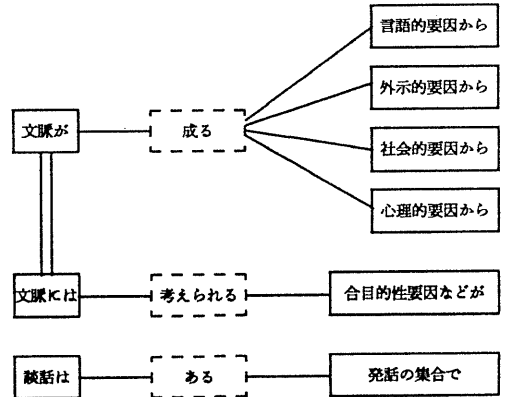 言語的要因から
外示的要因から
文脈が
成る
社会的要因から
心理的要因から
文脈には
考えられる
合目的性要因などが
談話は
ある
発話の集合で